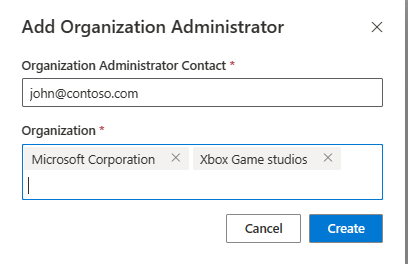 Add Organization Administrator
Organization Administrator Contact *
john@contoso.com
Organization *
Microsoft Corporation Xbox Game studios
Cancel Create